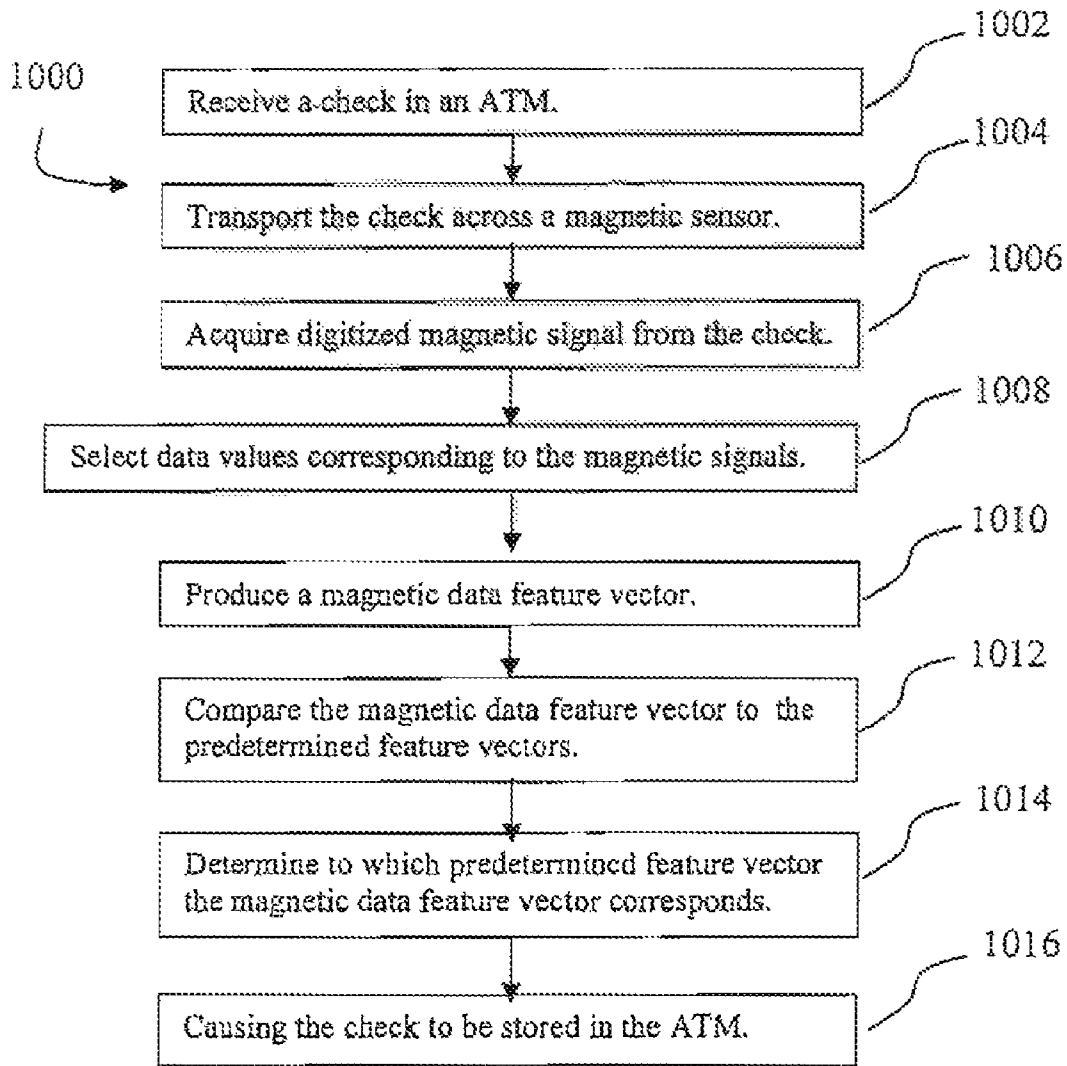 1002
1000
Receive a-check in an ATM.
1004
Transport the check across a magnetic sensor.
1006
Acquire digitized magnetic signal from the check.
1008
Select data values corresponding to the magnetic signals.
1010
Produce a magnetic data feature vector.
1012
Compare the magnetic data feature vector to the
predetermined feature vectors.
1014
Determine to which predetermined feature vector
the magnetic data feature vector corresponds.
1016
Causing the check to be stored in the ATM.